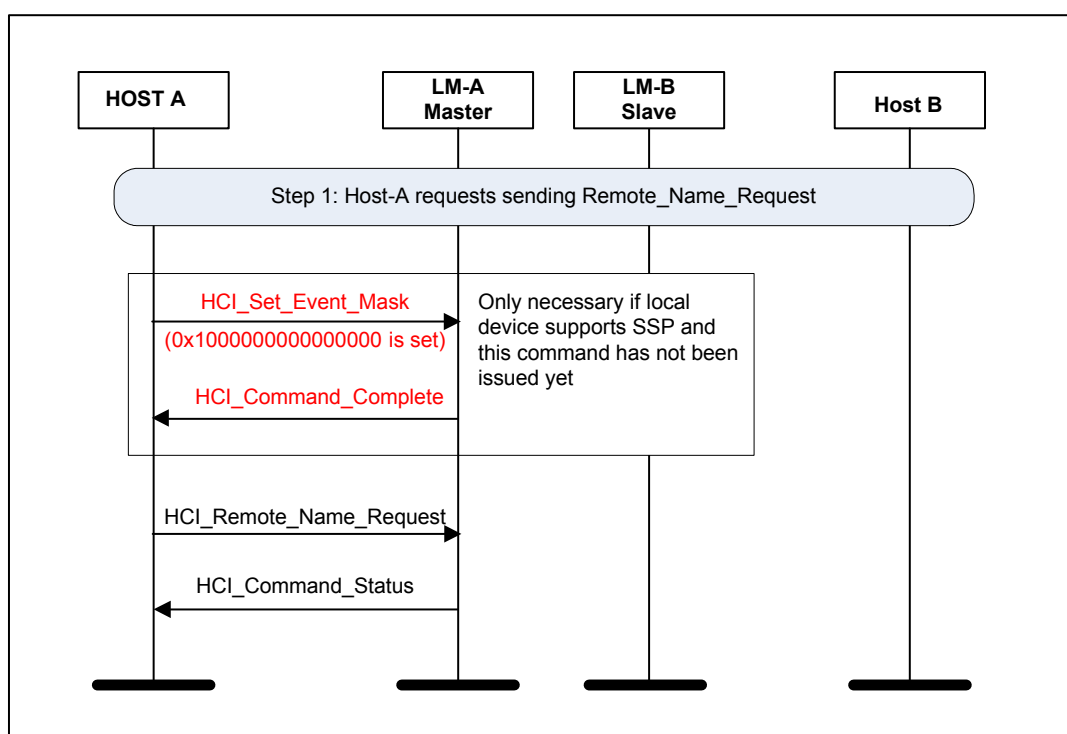 HOST A
LM-A
Master
LM-B
Slave
Host B
Step 1: Host-A requests sending Remote_Name_Request
HCI_Set_Event_Mask
(0x1000000000000000 is set)
HCI_Command_Complete
Only necessary if local
device supports SSP and
this command has not been
issued yet
HCI_Remote_Name_Request
HCI_Command_Status